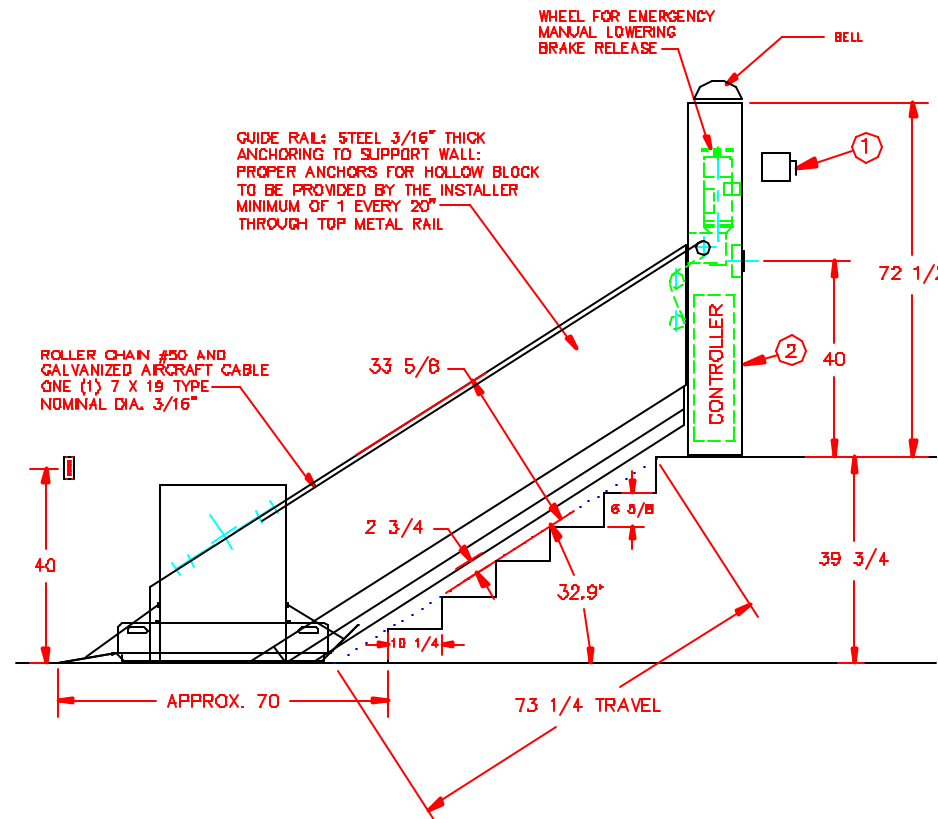 WHEEL FOR EMERGENCY
MANUAL LOWERING
BRAKE RELEASE
BELL
GUIDE RAIL: STEEL 3/16" THICK
ANCHORING TO SUPPORT WALL:
PROPER ANCHORS FOR HOLLOW BLOCK
TO BE PROVIDED BY THE INSTALLER
MINIMUM OF 1 EVERY 20"
THROUGH TOP METAL RAIL
1
72 1/2
CONTROLLER
2
40
ROLLER CHAIN #50 AND
GALVANIZED AIRCRAFT CABLE
ONE (1) 7 X 19 TYPE
NOMINAL DIA. 3/16"
33 5/8
6 5/8
2 3/4
40
39 3/4
32.9°
10 1/4
APPROX. 70
73 1/4 TRAVEL